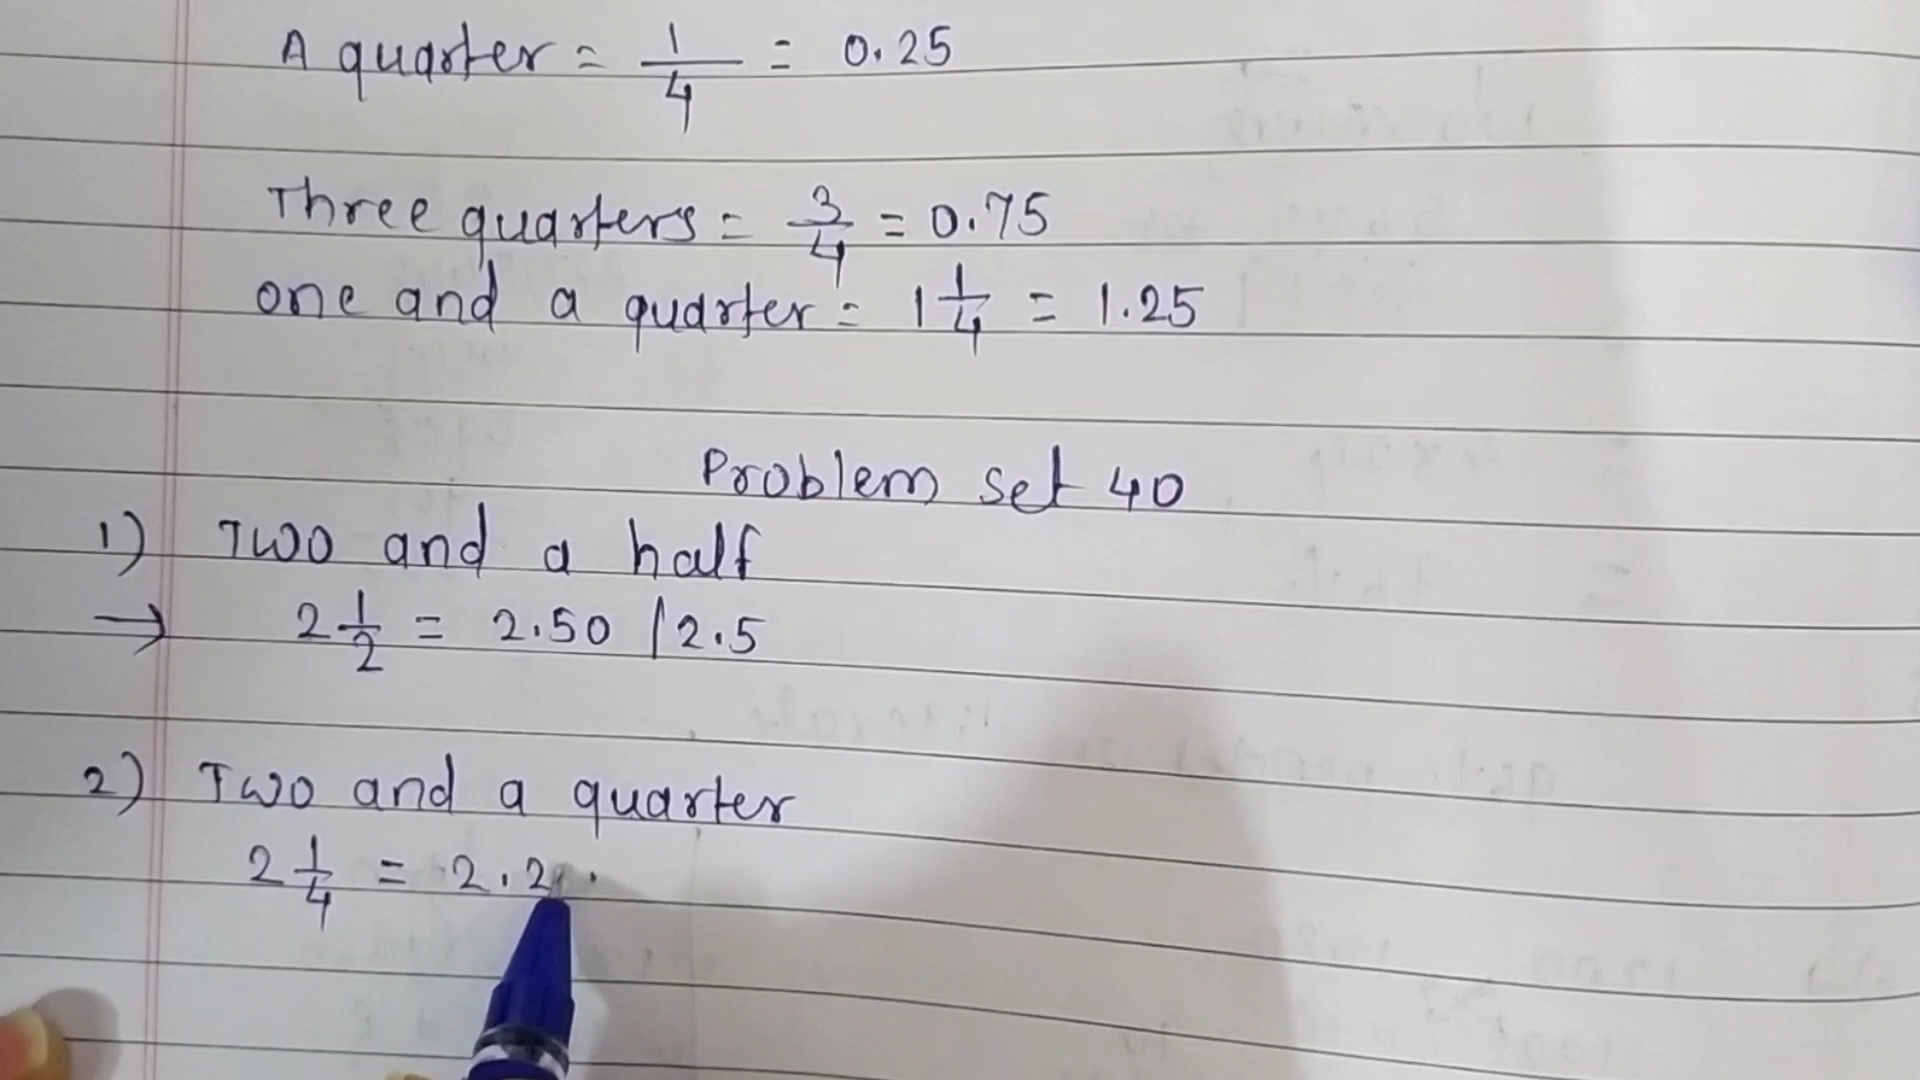 A quarter = 1/4 = 0.25
Three quarters = 3/4 = 0.75
one and a quarter = 1 1/4 = 1.25
Problem set 40
1) Two and a half
→ 2 1/2 = 2.50 / 2.5
2) Two and a quarter
2 1/4 = 2.2